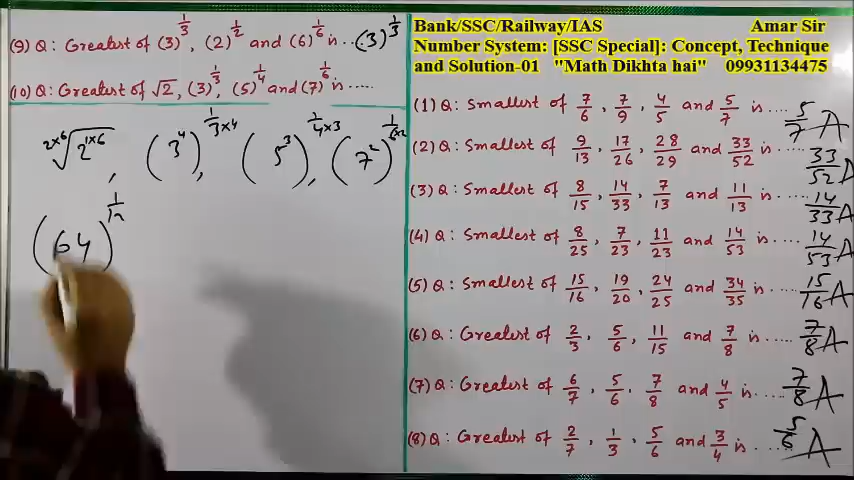 (9) Q: Greatest of (3)^{1/3}, (2)^{1/2} and (6)^{1/6} is ... (3)^{1/3}
(10) Q: Greatest of √2, (3)^{1/3}, (5)^{1/4} and (7)^{1/6} is .....
^{2×6}√2^{1×6}, (3^4)^{1/3×4}, (5^3)^{1/4×3}, (7^2)^{1/6×2}
(64)^{1/12}
Bank/SSC/Railway/IAS Amar Sir
Number System: [SSC Special]: Concept, Technique
and Solution-01 "Math Dikhta hai" 09931134475
(1) Q: Smallest of 7/6, 7/9, 4/5 and 5/7 is .... 5/7 A
(2) Q: Smallest of 9/13, 17/26, 28/29 and 33/52 is ..... 33/52 A
(3) Q: Smallest of 8/15, 14/33, 7/13 and 11/13 is ..... 14/33 A
(4) Q: Smallest of 8/25, 7/23, 11/23 and 14/53 is ..... 14/53 A
(5) Q: Smallest of 15/16, 19/20, 24/25 and 34/35 is ..... 15/16 A
(6) Q: Greatest of 2/3, 5/6, 11/15 and 7/8 is ..... 7/8 A
(7) Q: Greatest of 6/7, 5/6, 7/8 and 4/5 is ..... 7/8 A
(8) Q: Greatest of 2/7, 1/3, 5/6 and 3/4 is ..... 5/6 A